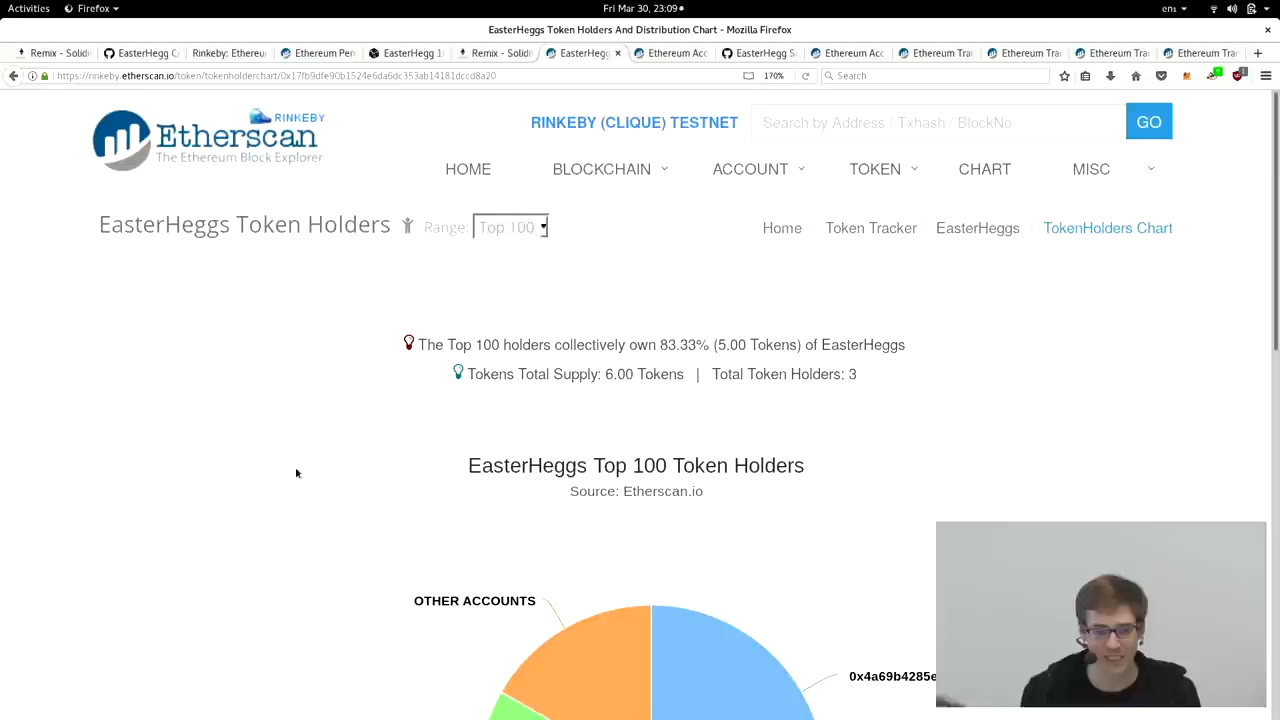 Activities Firefox Fri Mar 30, 23:09 en1
EasterHeggs Token Holders And Distribution Chart - Mozilla Firefox
Remix - Solidi EasterHegg C Rinkeby: Ethereu Ethereum Per EasterHegg 1 Remix - Solidi EasterHegg Ethereum Acc EasterHegg S Ethereum Acc Ethereum Tra Ethereum Tra Ethereum Tra Ethereum Tra
https://rinkeby.etherscan.io/token/tokenholderchart/0x17fb9dfe90b1524e6da6dc353ab14181dccd8a20 170% Search
Etherscan RINKEBY
The Ethereum Block Explorer
RINKEBY (CLIQUE) TESTNET Search by Address / Txhash / BlockNo GO
HOME BLOCKCHAIN ACCOUNT TOKEN CHART MISC
EasterHeggs Token Holders Range: Top 100 Home / Token Tracker / EasterHeggs / TokenHolders Chart
The Top 100 holders collectively own 83.33% (5.00 Tokens) of EasterHeggs
Tokens Total Supply: 6.00 Tokens | Total Token Holders: 3
EasterHeggs Top 100 Token Holders
Source: Etherscan.io
OTHER ACCOUNTS
0x4a69b4285e